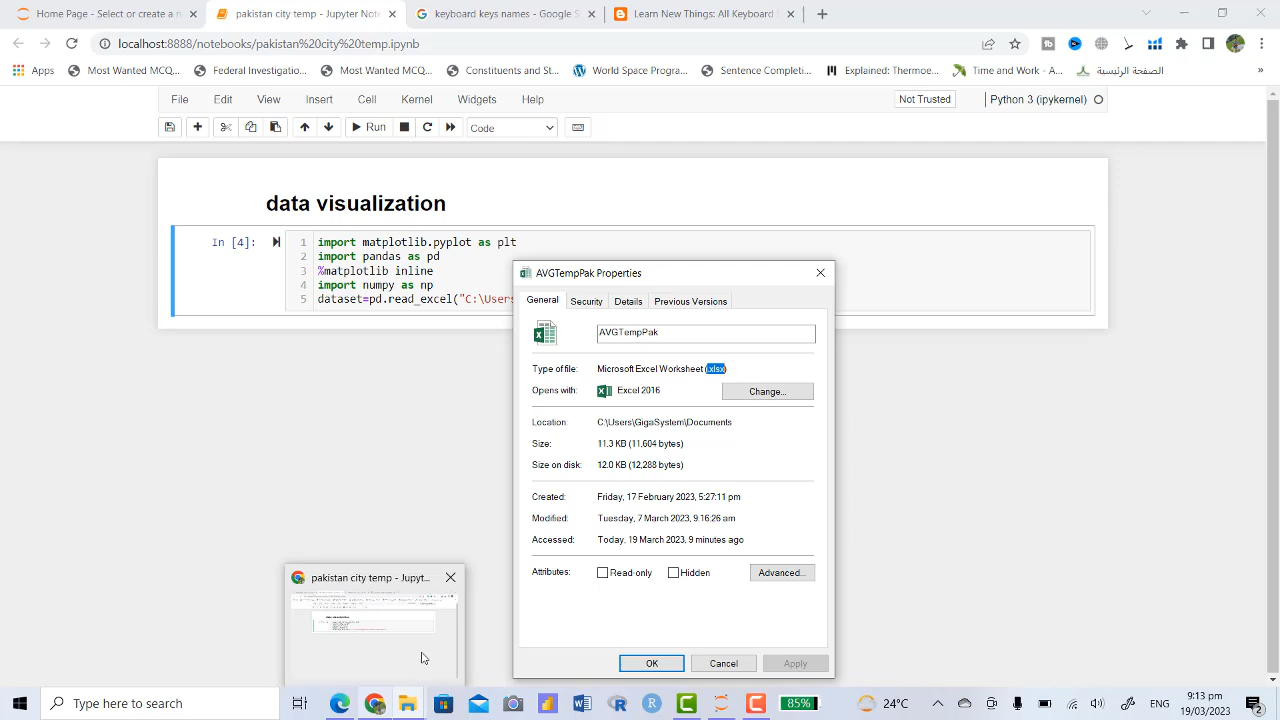 Home Page - Select or create a n
pakistan city temp - Jupyter Note
keyboard keys names - Google S
Learn New Things: All Keyboard
localhost:8888/notebooks/pakistan%20city%20temp.ipynb
Apps
Most Wanted MCQ...
Federal Investigatio...
Constituents and St...
World Space Progra...
Sentence Completi...
Explained: Thermoe...
Time and Work - A...
الصفحة الرئيسية
»
File Edit View Insert Cell Kernel Widgets Help
Not Trusted
Python 3 (ipykernel)
Run
Code
data visualization
In [4]:
1 import matplotlib.pyplot as plt
2 import pandas as pd
3 %matplotlib inline
4 import numpy as np
5 dataset=pd.read_excel("C:\Users
AVGTempPak Properties
General Security Details Previous Versions
AVGTempPak
Type of file: Microsoft Excel Worksheet (.xlsx)
Opens with: Excel 2016 Change...
Location: C:\Users\GigaSystem\Documents
Size: 11.3 KB (11,604 bytes)
Size on disk: 12.0 KB (12,288 bytes)
Created: Friday, 17 February 2023, 5:27:11 pm
Modified: Tuesday, 7 March 2023, 9:16:26 am
Accessed: Today, 19 March 2023, 9 minutes ago
Attributes: Read-only Hidden Advanced...
OK Cancel Apply
pakistan city temp - Jupyt...
Type here to search
85%
24°C
ENG
9:13 pm
19/03/2023
2